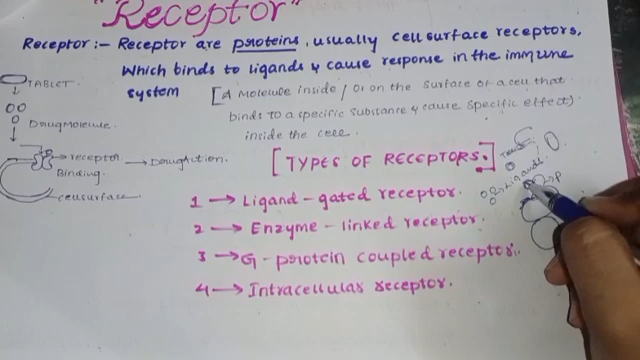 "Receptor"
Receptor :- Receptor are proteins, usually cell surface receptors,
Which binds to ligands & cause response in the immune
system [A Molecule inside / or on the surface of a cell that
binds to a specific substance & cause specific effect)
inside the cell.
TABLET
Drug Molecule.
receptor → Drug Action.
Binding
cell surface
[TYPES OF RECEPTORS.]
1 → Ligand-gated receptor.
2 → Enzyme-linked receptor.
3 → G-protein coupled receptor.
4 → Intracellular receptor.
Ligands